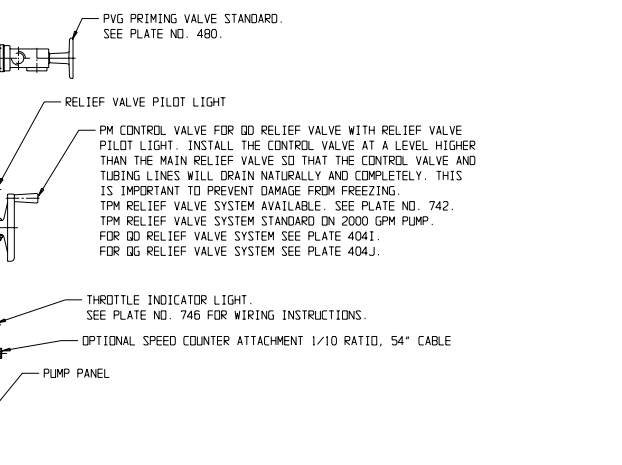 PVG PRIMING VALVE STANDARD.
SEE PLATE NO. 480.
RELIEF VALVE PILOT LIGHT
PM CONTROL VALVE FOR QD RELIEF VALVE WITH RELIEF VALVE
PILOT LIGHT. INSTALL THE CONTROL VALVE AT A LEVEL HIGHER
THAN THE MAIN RELIEF VALVE SO THAT THE CONTROL VALVE AND
TUBING LINES WILL DRAIN NATURALLY AND COMPLETELY. THIS
IS IMPORTANT TO PREVENT DAMAGE FROM FREEZING.
TPM RELIEF VALVE SYSTEM AVAILABLE. SEE PLATE NO. 742.
TPM RELIEF VALVE SYSTEM STANDARD ON 2000 GPM PUMP.
FOR QD RELIEF VALVE SYSTEM SEE PLATE 404I.
FOR QG RELIEF VALVE SYSTEM SEE PLATE 404J.
THROTTLE INDICATOR LIGHT.
SEE PLATE NO. 746 FOR WIRING INSTRUCTIONS.
OPTIONAL SPEED COUNTER ATTACHMENT 1/10 RATIO, 54" CABLE
PUMP PANEL